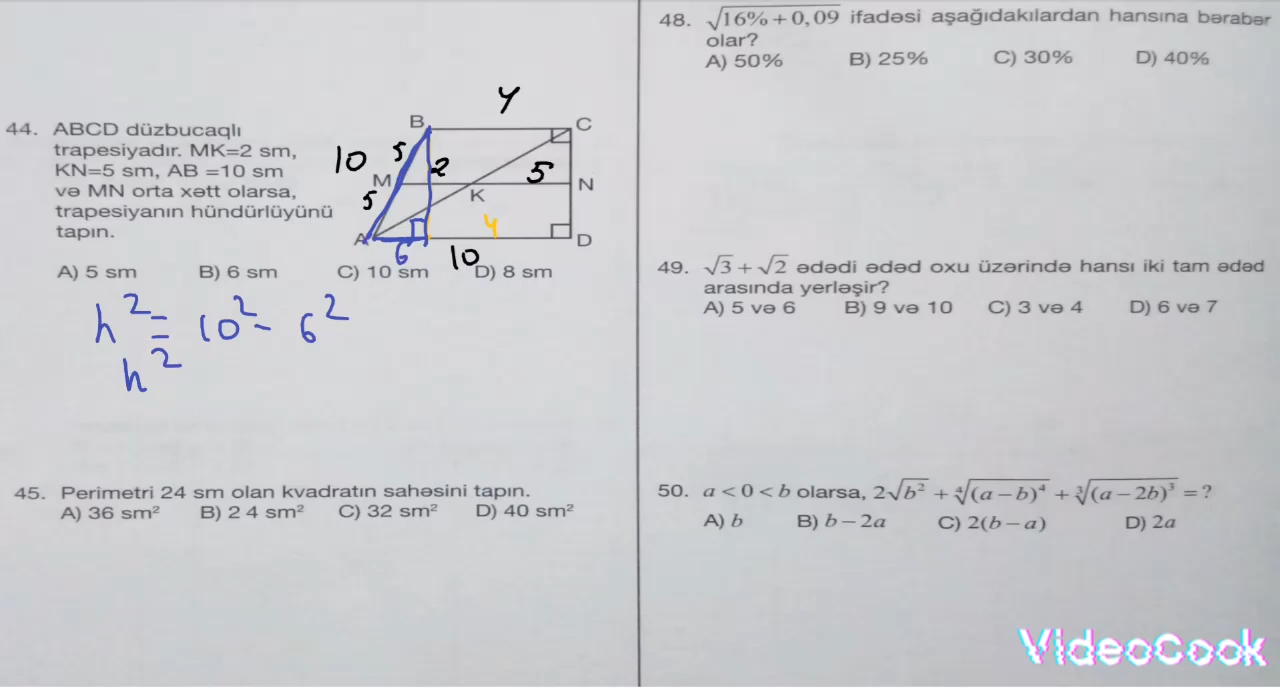 44. ABCD düzbucaqlı
trapesiyadır. MK=2 sm,
KN=5 sm, AB =10 sm
və MN orta xətt olarsa,
trapesiyanın hündürlüyünü
tapın.
4
B
C
10
5
2
5
M
N
K
5
4
A
D
6
10
A) 5 sm B) 6 sm C) 10 sm D) 8 sm
h² = 10² - 6²
h² =
45. Perimetri 24 sm olan kvadratın sahəsini tapın.
A) 36 sm² B) 2 4 sm² C) 32 sm² D) 40 sm²
48. √(16% + 0,09) ifadəsi aşağıdakılardan hansına bərabər
olar?
A) 50% B) 25% C) 30% D) 40%
49. √3 + √2 ədədi ədəd oxu üzərində hansı iki tam ədəd
arasında yerləşir?
A) 5 və 6 B) 9 və 10 C) 3 və 4 D) 6 və 7
50. a < 0 < b olarsa, 2√b² + ⁴√(a − b)⁴ + ³√(a − 2b)³ = ?
A) b B) b − 2a C) 2(b − a) D) 2a
VideoCook